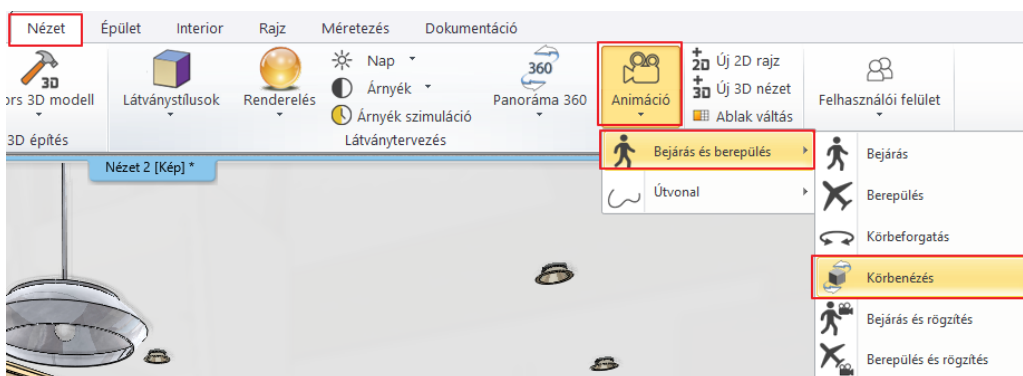 Nézet Épület Interior Rajz Méretezés Dokumentáció
3D
ors 3D modell
3D építés
Látványstílusok
Renderelés
Nap
Árnyék
Árnyék szimuláció
Látványtervezés
360
Panoráma 360
Animáció
2D Új 2D rajz
3D Új 3D nézet
Ablak váltás
Felhasználói felület
Nézet 2 [Kép] *
Bejárás és berepülés
Útvonal
Bejárás
Berepülés
Körbeforgatás
Körbenézés
Bejárás és rögzítés
Berepülés és rögzítés